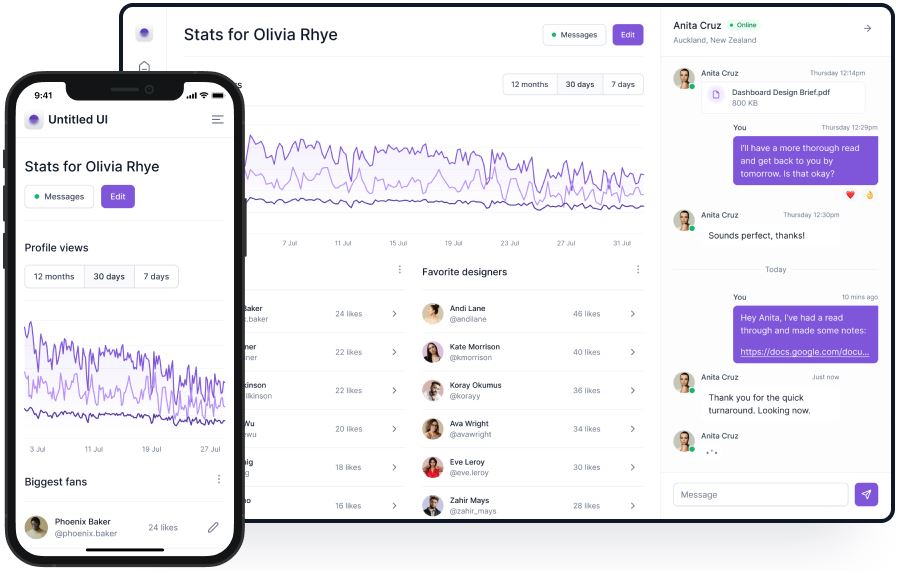 Stats for Olivia Rhye
Messages
Edit
12 months
30 days
7 days
7 Jul
11 Jul
15 Jul
19 Jul
23 Jul
27 Jul
31 Jul
Baker
24 likes
22 likes
22 likes
20 likes
18 likes
16 likes
Favorite designers
Andi Lane
@andilane
46 likes
Kate Morrison
@kmorrison
40 likes
Koray Okumus
@korayy
36 likes
Ava Wright
@avawright
34 likes
Eve Leroy
@eve.leroy
30 likes
Zahir Mays
@zahir_mays
28 likes
Anita Cruz
Online
Auckland, New Zealand
Anita Cruz
Thursday 12:14pm
Dashboard Design Brief.pdf
800 KB
You
Thursday 12:29pm
I'll have a more thorough read
and get back to you by
tomorrow. Is that okay?
Anita Cruz
Thursday 12:30pm
Sounds perfect, thanks!
Today
You
10 mins ago
Hey Anita, I've had a read
through and made some notes:
https://docs.google.com/docu...
Anita Cruz
Just now
Thank you for the quick
turnaround. Looking now.
Anita Cruz
Message
9:41
Untitled UI
Stats for Olivia Rhye
Messages
Edit
Profile views
12 months
30 days
7 days
3 Jul
11 Jul
19 Jul
27 Jul
Biggest fans
Phoenix Baker
@phoenix.baker
24 likes